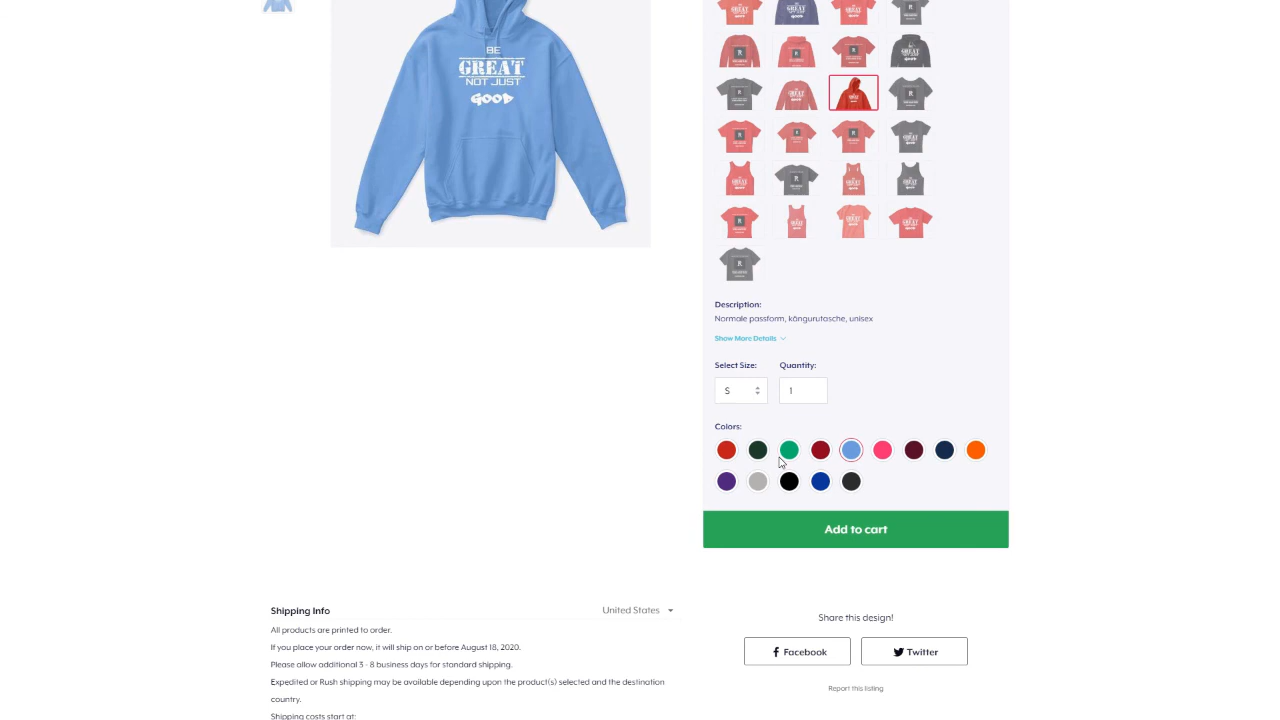 BE
GREAT
NOT JUST
GOOD
Description:
Normale passform, kängurutasche, unisex
Show More Details
Select Size:
Quantity:
S
1
Colors:
Add to cart
Shipping Info
United States
All products are printed to order.
If you place your order now, it will ship on or before August 18, 2020.
Please allow additional 3 - 8 business days for standard shipping.
Expedited or Rush shipping may be available depending upon the product(s) selected and the destination
country.
Shipping costs start at:
Share this design!
Facebook
Twitter
Report this listing